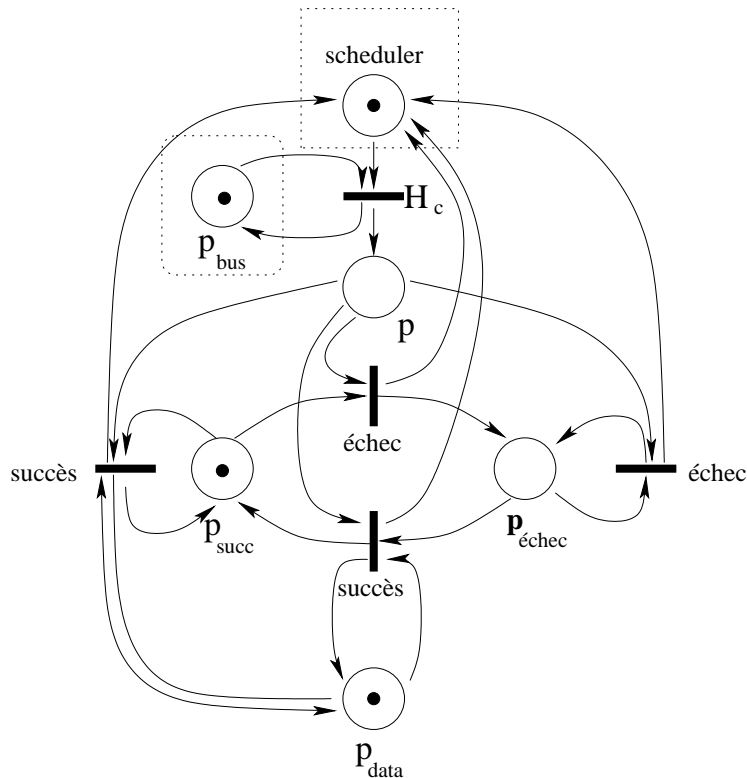 scheduler
H c
p bus
p
échec
succès
p succ
p échec
échec
succès
p data